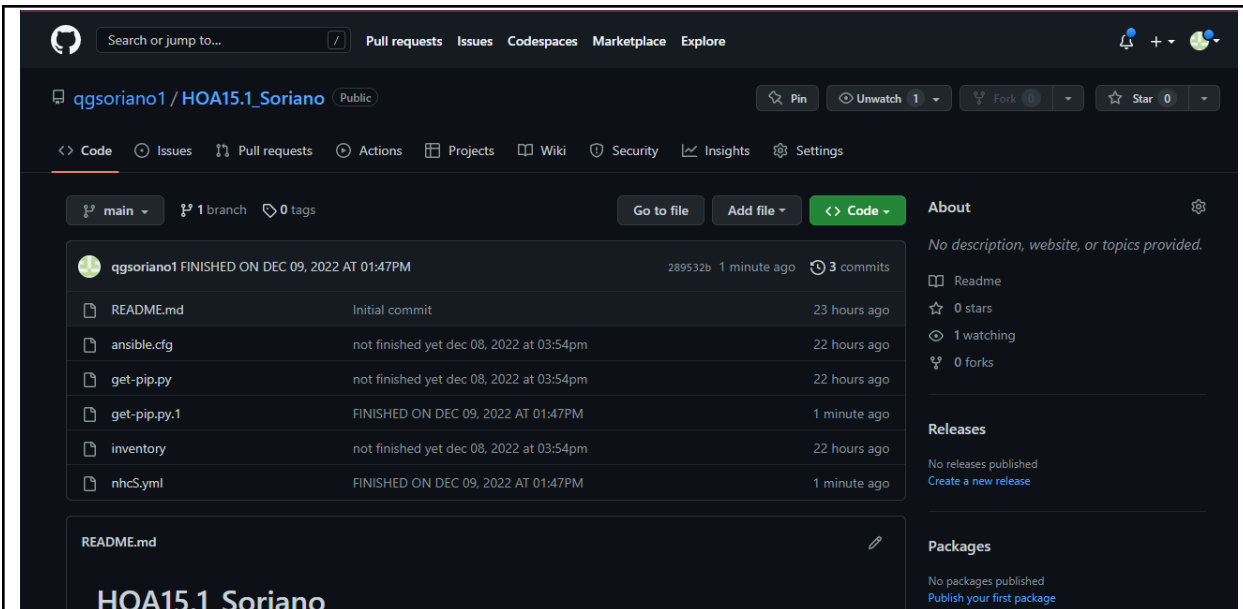 Search or jump to... / Pull requests Issues Codespaces Marketplace Explore
qgsoriano1 / HOA15.1_Soriano Public Pin Unwatch 1 Fork 0 Star 0
<> Code Issues Pull requests Actions Projects Wiki Security Insights Settings
main 1 branch 0 tags Go to file Add file <> Code
qgsoriano1 FINISHED ON DEC 09, 2022 AT 01:47PM 289532b 1 minute ago 3 commits
README.md Initial commit 23 hours ago
ansible.cfg not finished yet dec 08, 2022 at 03:54pm 22 hours ago
get-pip.py not finished yet dec 08, 2022 at 03:54pm 22 hours ago
get-pip.py.1 FINISHED ON DEC 09, 2022 AT 01:47PM 1 minute ago
inventory not finished yet dec 08, 2022 at 03:54pm 22 hours ago
nhcS.yml FINISHED ON DEC 09, 2022 AT 01:47PM 1 minute ago
README.md
HOA15.1_Soriano
About
No description, website, or topics provided.
Readme
0 stars
1 watching
0 forks
Releases
No releases published
Create a new release
Packages
No packages published
Publish your first package